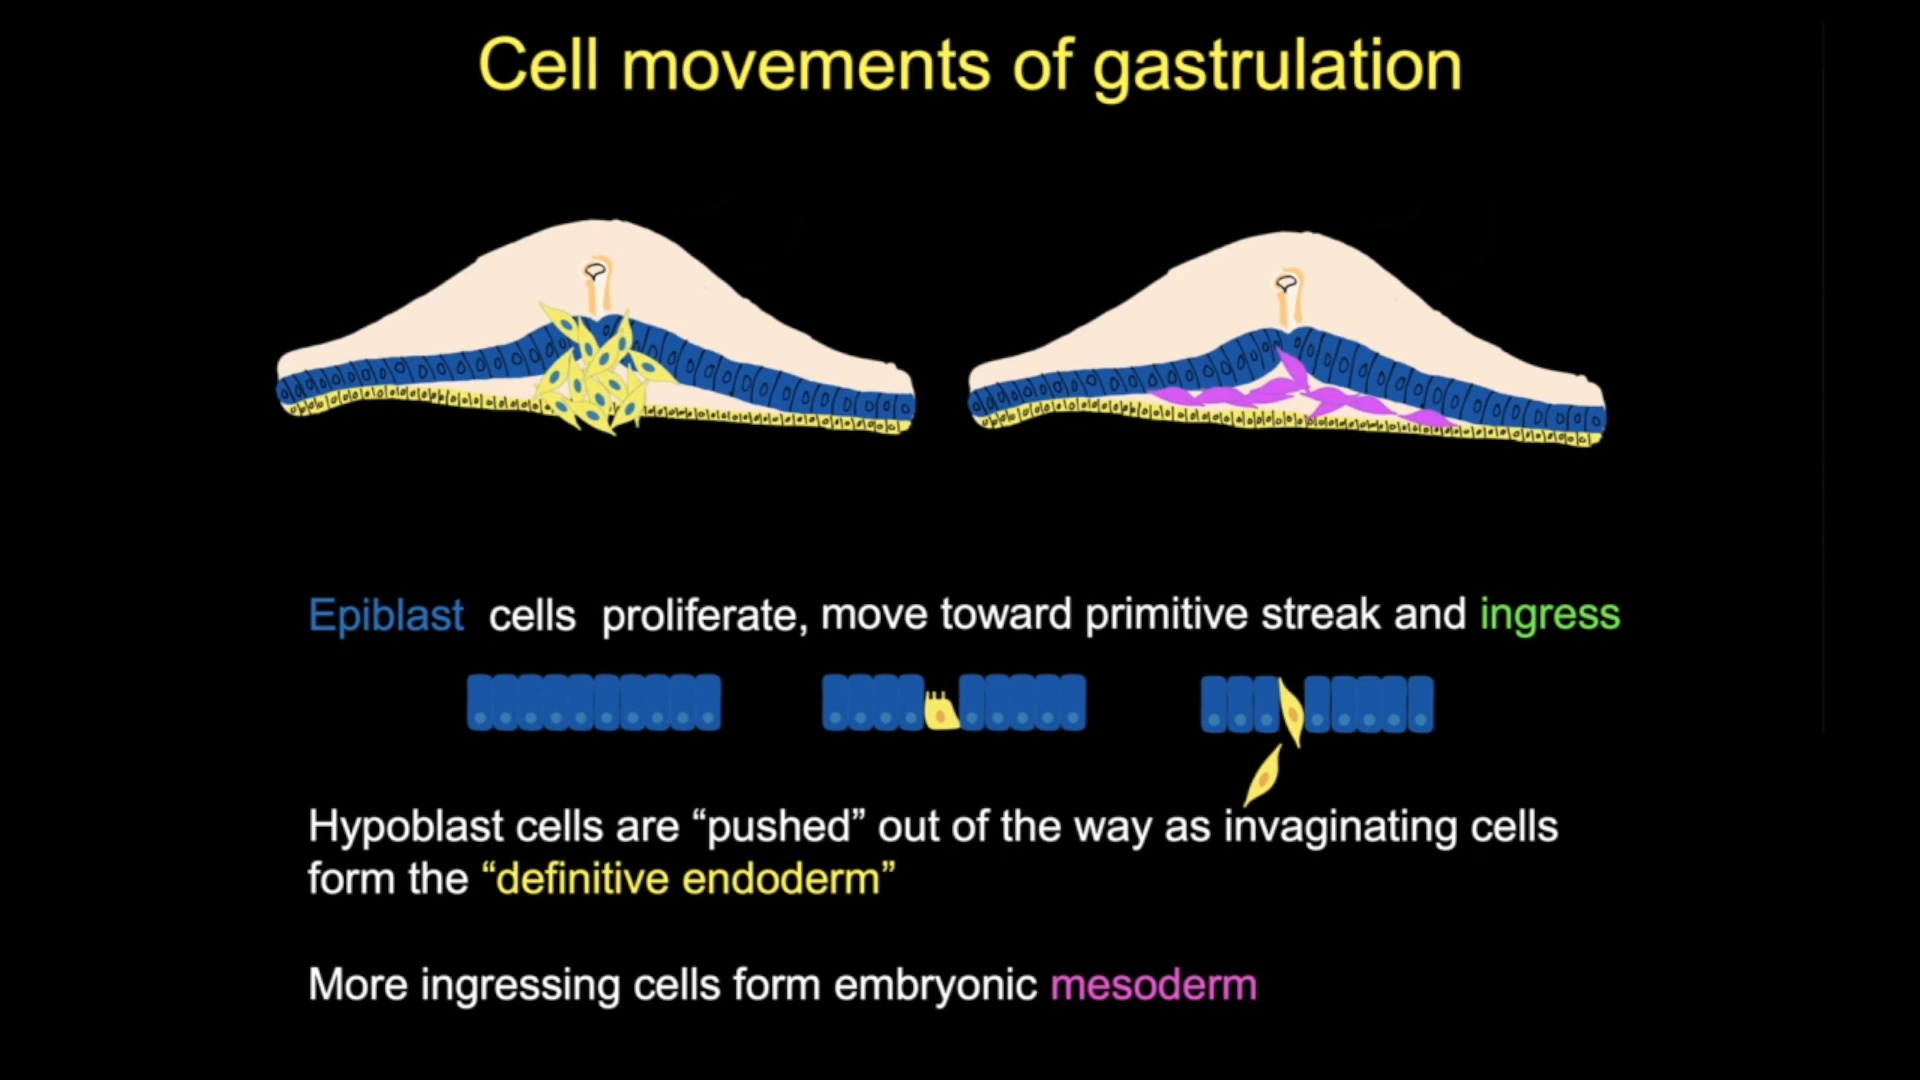 Cell movements of gastrulation
Epiblast cells proliferate, move toward primitive streak and ingress
Hypoblast cells are “pushed” out of the way as invaginating cells
form the “definitive endoderm”
More ingressing cells form embryonic mesoderm